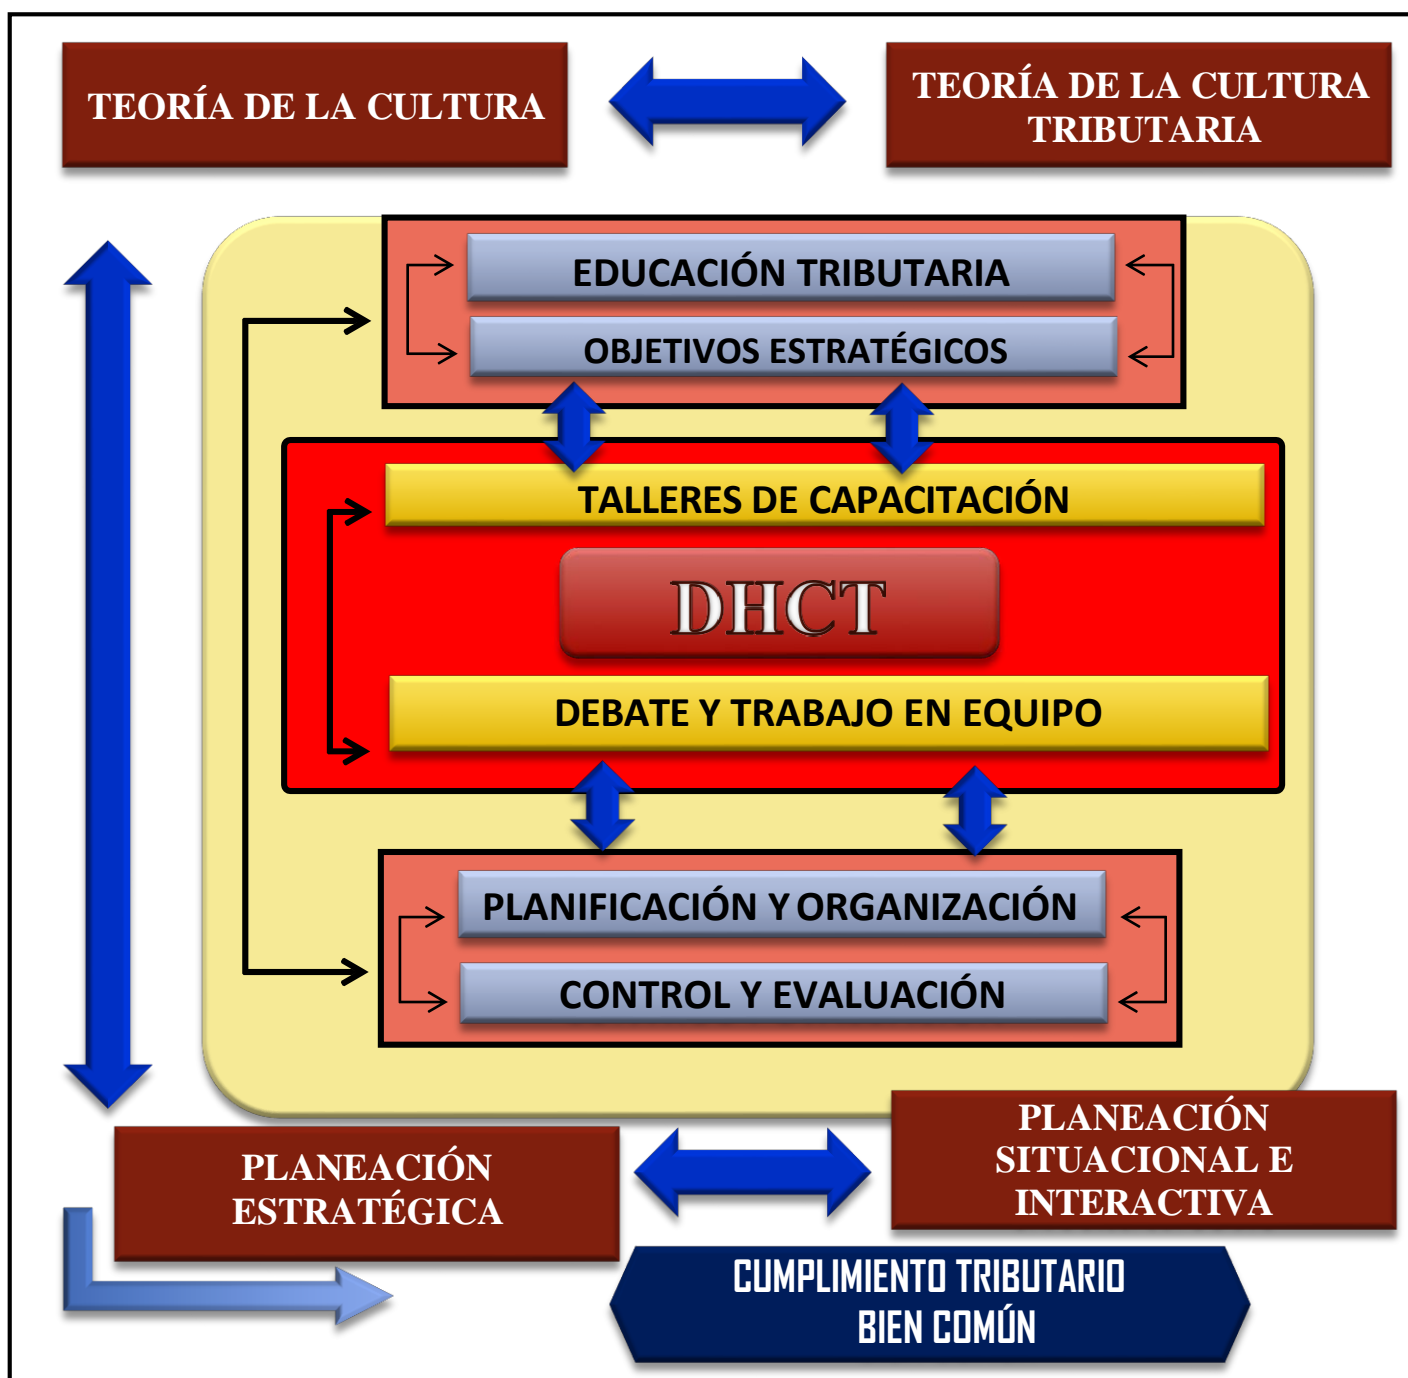 TEORÍA DE LA CULTURA
TEORÍA DE LA CULTURA
TRIBUTARIA
EDUCACIÓN TRIBUTARIA
OBJETIVOS ESTRATÉGICOS
TALLERES DE CAPACITACIÓN
DHCT
DEBATE Y TRABAJO EN EQUIPO
PLANIFICACIÓN Y ORGANIZACIÓN
CONTROL Y EVALUACIÓN
PLANEACIÓN
ESTRATÉGICA
PLANEACIÓN
SITUACIONAL E
INTERACTIVA
CUMPLIMIENTO TRIBUTARIO
BIEN COMÚN